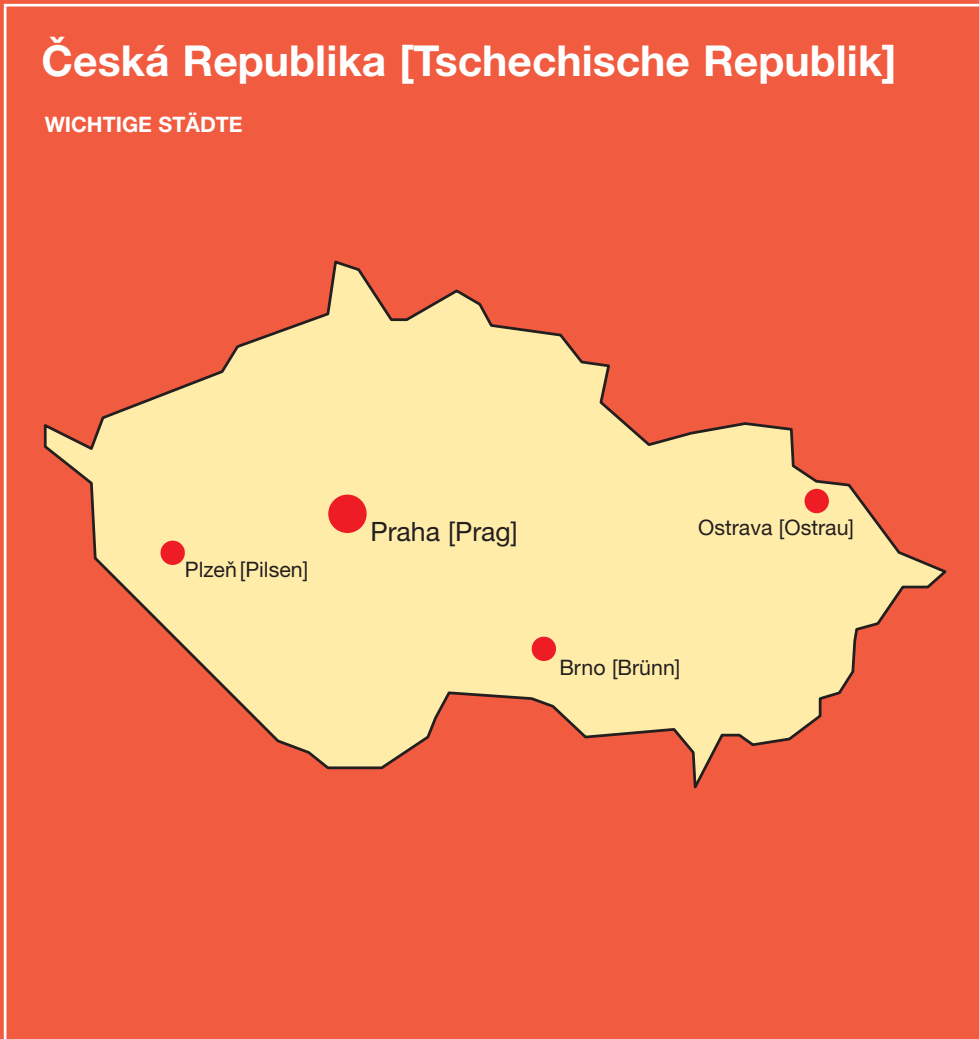 Česká Republika [Tschechische Republik]
WICHTIGE STÄDTE
Ostrava [Ostrau]
Praha [Prag]
Plzeň [Pilsen]
Brno [Brünn]